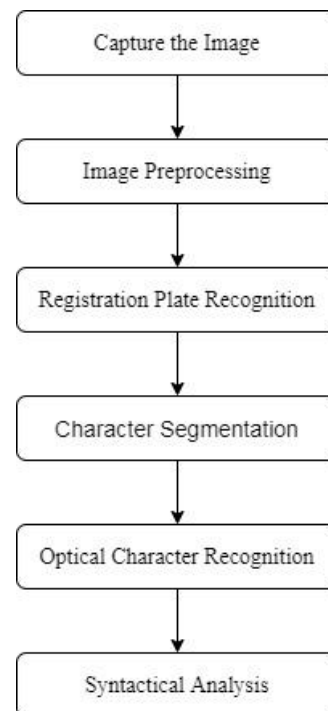 Capture the Image
Image Preprocessing
Registration Plate Recognition
Character Segmentation
Optical Character Recognition
Syntactical Analysis